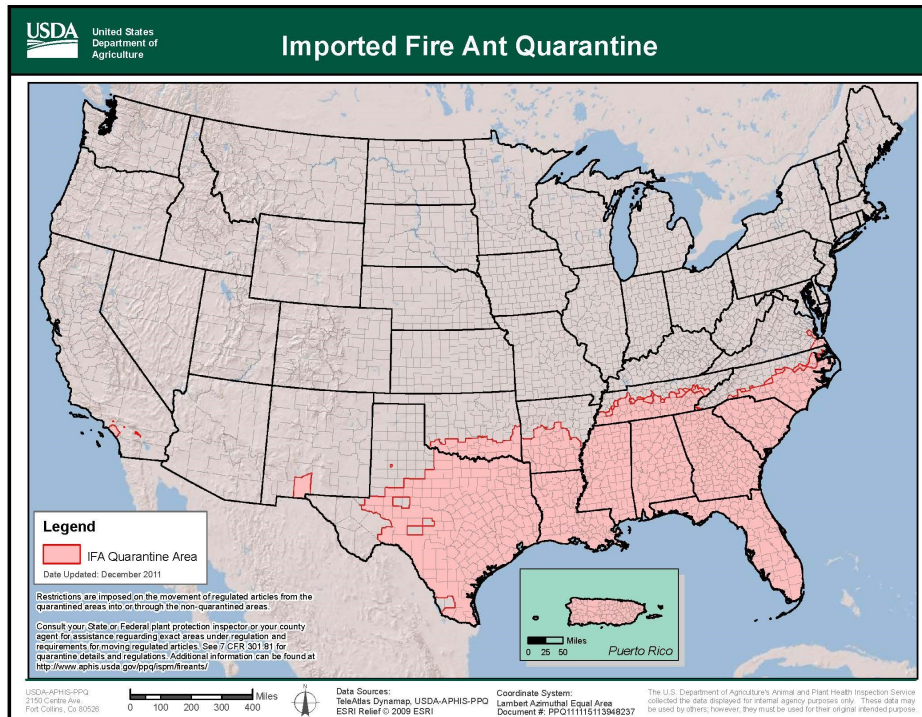 USDA
United States
Department of
Agriculture
Imported Fire Ant Quarantine
Legend
IFA Quarantine Area
Date Updated: December 2011
Restrictions are imposed on the movement of regulated articles from the
quarantined areas into or through the non-quarantined areas.
Consult your State or Federal plant protection inspector or your county
agent for assistance reguarding exact areas under regulation and
requirements for moving regulated articles. See 7 CFR 301.81 for
quarantine details and regulations. Additional information can be found at
http://www.aphis.usda.gov/ppq/ispm/fireants/
Miles
0 25 50
Puerto Rico
USDA-APHIS-PPQ
2150 Centre Ave.
Fort Collins, Co 80526
Miles
0 100 200 300 400
N
Data Sources:
TeleAtlas Dynamap, USDA-APHIS-PPQ
ESRI Relief © 2009 ESRI
Coordinate System:
Lambert Azimuthal Equal Area
Document #: PPQ111115113948237
The U.S. Department of Agriculture's Animal and Plant Health Inspection Service
collected the data displayed for internal agency purposes only. These data may
be used by others; however, they must be used for their original intended purpose.